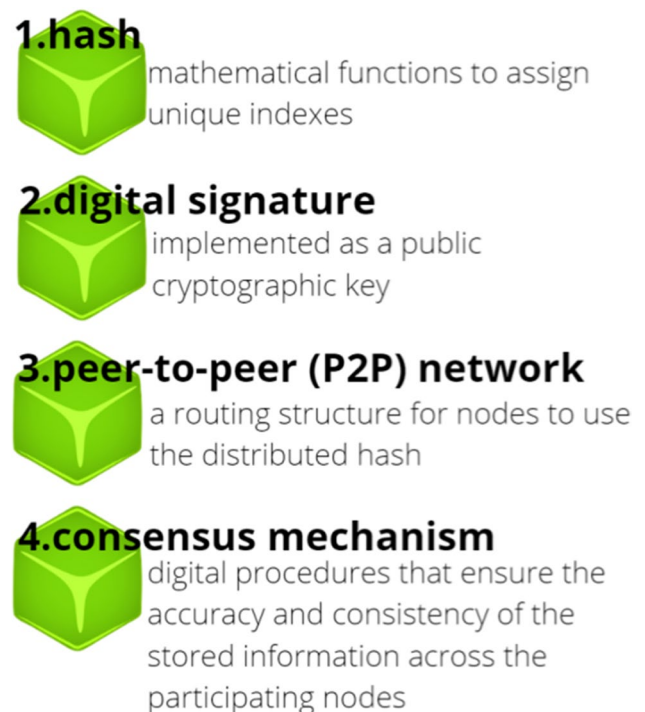 1.hash
mathematical functions to assign
unique indexes
2.digital signature
implemented as a public
cryptographic key
3.peer-to-peer (P2P) network
a routing structure for nodes to use
the distributed hash
4.consensus mechanism
digital procedures that ensure the
accuracy and consistency of the
stored information across the
participating nodes